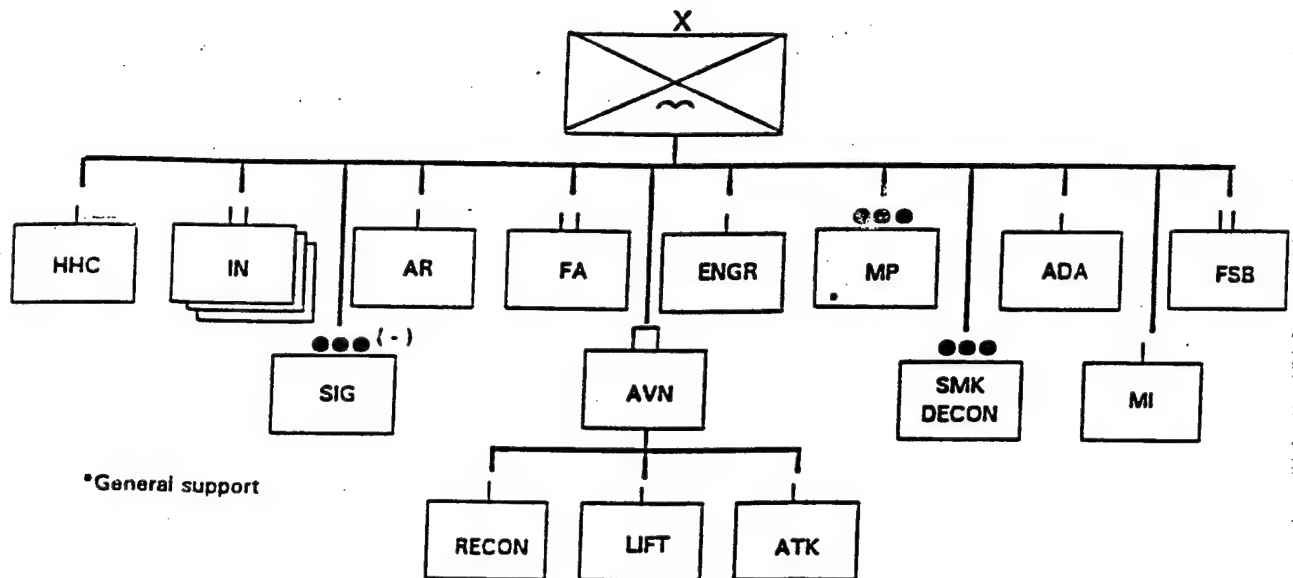 X
HHC
IN
AR
FA
ENGR
MP
ADA
FSB
(-)
SIG
AVN
SMK
DECON
MI
*General support
RECON
LIFT
ATK